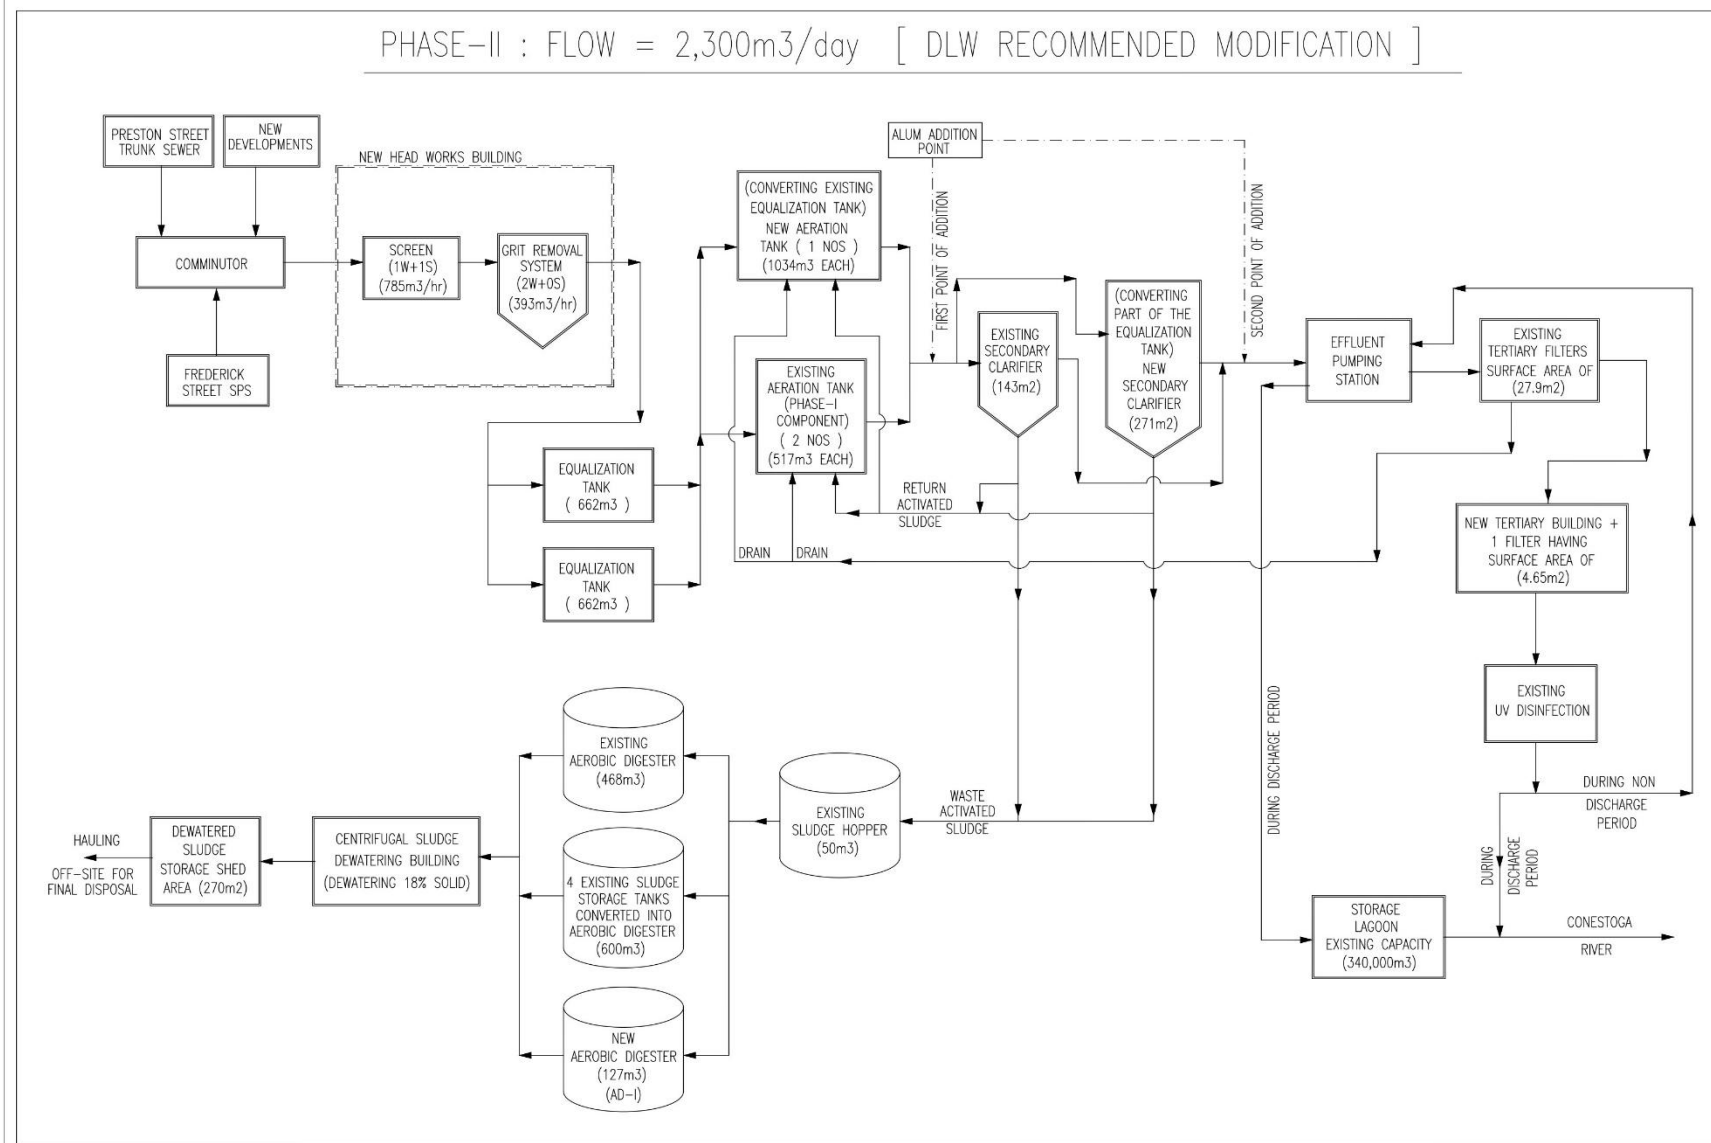 PHASE-II : FLOW = 2,300m3/day [ DLW RECOMMENDED MODIFICATION ]
PRESTON STREET
TRUNK SEWER
NEW
DEVELOPMENTS
COMMINUTOR
FREDERICK
STREET SPS
NEW HEAD WORKS BUILDING
SCREEN
(1W+1S)
(785m3/hr)
GRIT REMOVAL
SYSTEM
(2W+0S)
(393m3/hr)
EQUALIZATION
TANK
( 662m3 )
EQUALIZATION
TANK
( 662m3 )
(CONVERTING EXISTING
EQUALIZATION TANK)
NEW AERATION
TANK ( 1 NOS )
(1034m3 EACH)
EXISTING
AERATION TANK
(PHASE-I
COMPONENT)
( 2 NOS )
(517m3 EACH)
ALUM ADDITION
POINT
FIRST POINT OF ADDITION
SECOND POINT OF ADDITION
EXISTING
SECONDARY
CLARIFIER
(143m2)
(CONVERTING
PART OF THE
EQUALIZATION
TANK)
NEW
SECONDARY
CLARIFIER
(271m2)
RETURN
ACTIVATED
SLUDGE
DRAIN
DRAIN
EFFLUENT
PUMPING
STATION
EXISTING
TERTIARY FILTERS
SURFACE AREA OF
(27.9m2)
NEW TERTIARY BUILDING +
1 FILTER HAVING
SURFACE AREA OF
(4.65m2)
EXISTING
UV DISINFECTION
DURING NON
DISCHARGE
PERIOD
DURING
DISCHARGE
PERIOD
DURING DISCHARGE PERIOD
STORAGE
LAGOON
EXISTING CAPACITY
(340,000m3)
CONESTOGA
RIVER
WASTE
ACTIVATED
SLUDGE
EXISTING
SLUDGE HOPPER
(50m3)
EXISTING
AEROBIC DIGESTER
(468m3)
4 EXISTING SLUDGE
STORAGE TANKS
CONVERTED INTO
AEROBIC DIGESTER
(600m3)
NEW
AEROBIC DIGESTER
(127m3)
(AD-I)
CENTRIFUGAL SLUDGE
DEWATERING BUILDING
(DEWATERING 18% SOLID)
DEWATERED
SLUDGE
STORAGE SHED
AREA (270m2)
HAULING
OFF-SITE FOR
FINAL DISPOSAL